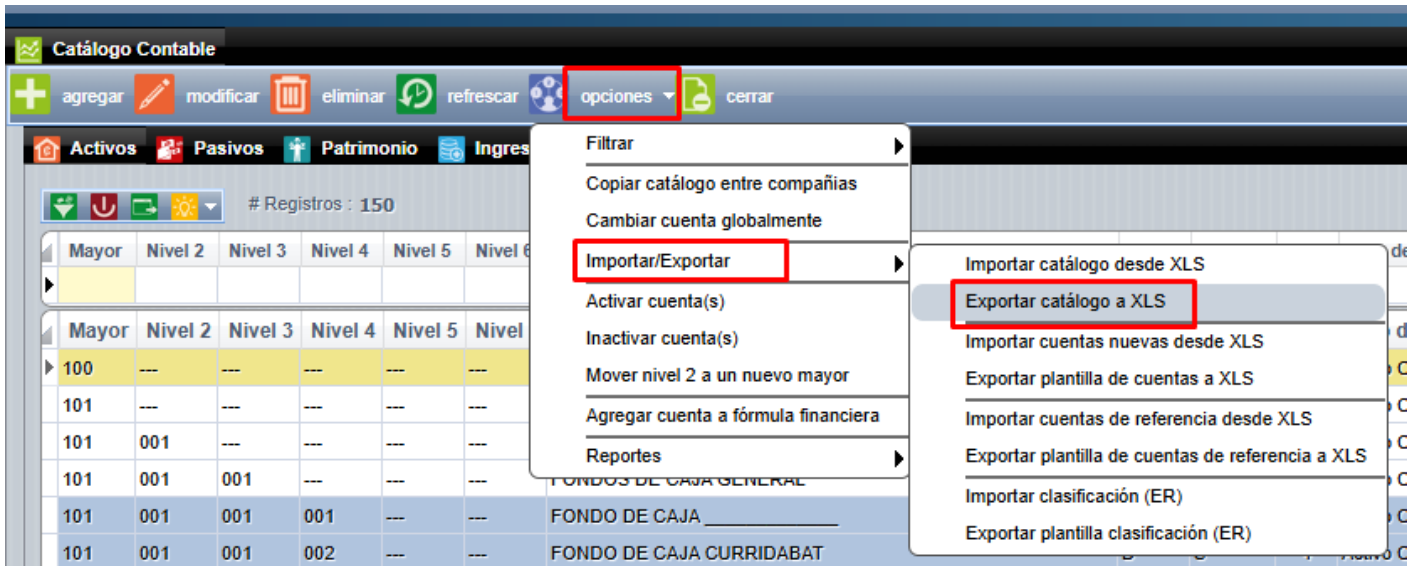 Catálogo Contable
agregar modificar eliminar refrescar opciones cerrar
Activos Pasivos Patrimonio Ingres
# Registros : 150
Mayor Nivel 2 Nivel 3 Nivel 4 Nivel 5 Nivel 6
Mayor Nivel 2 Nivel 3 Nivel 4 Nivel 5 Nivel
100 --- --- --- --- ---
101 --- --- --- --- ---
101 001 --- --- --- ---
101 001 001 --- --- --- FONDOS DE CAJA GENERAL
101 001 001 001 --- --- FONDO DE CAJA _____________
101 001 001 002 --- --- FONDO DE CAJA CURRIDABAT
Filtrar
Copiar catálogo entre compañias
Cambiar cuenta globalmente
Importar/Exportar
Activar cuenta(s)
Inactivar cuenta(s)
Mover nivel 2 a un nuevo mayor
Agregar cuenta a fórmula financiera
Reportes
Importar catálogo desde XLS
Exportar catálogo a XLS
Importar cuentas nuevas desde XLS
Exportar plantilla de cuentas a XLS
Importar cuentas de referencia desde XLS
Exportar plantilla de cuentas de referencia a XLS
Importar clasificación (ER)
Exportar plantilla clasificación (ER)